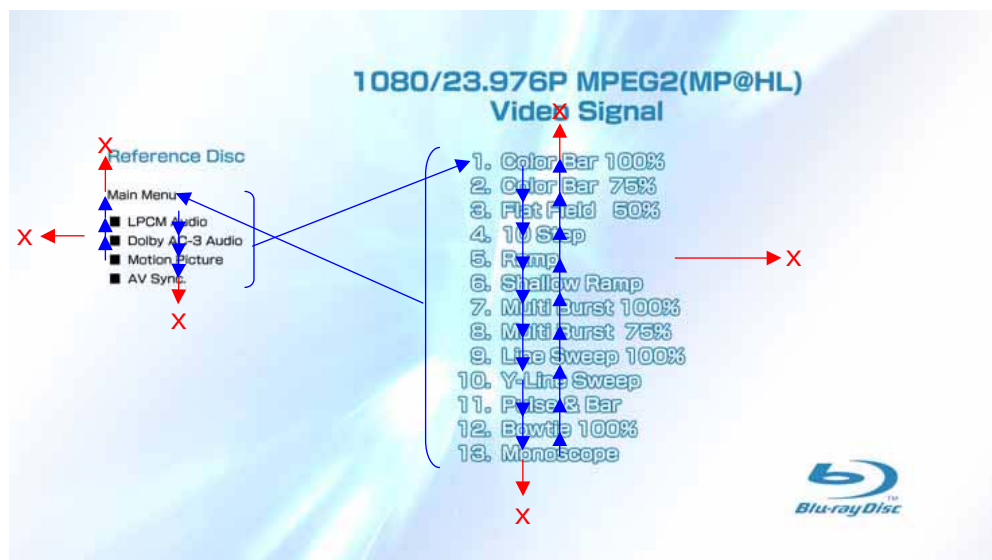 1080/23.976P MPEG2(MP@HL)
Video Signal
X
X
Reference Disc
Main Menu
■ LPCM Audio
■ Dolby AC-3 Audio
■ Motion Picture
■ AV Sync.
X
X
1. Color Bar 100%
2. Color Bar 75%
3. Flat Field 50%
4. 10 Step
5. Ramp
6. Shallow Ramp
7. Multi Burst 100%
8. Multi Burst 75%
9. Line Sweep 100%
10. Y-Line Sweep
11. Pulse & Bar
12. Bowtie 100%
13. Monoscope
X
X
Blu-ray Disc
TM